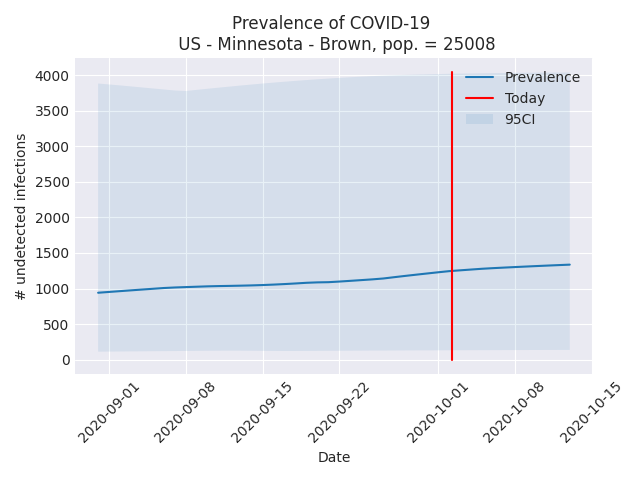 Prevalence of COVID-19
US - Minnesota - Brown, pop. = 25008
4000
3500
3000
2500
2000
1500
1000
500
0
# undetected infections
Prevalence
Today
95CI
2020-09-01
2020-09-08
2020-09-15
2020-09-22
2020-10-01
2020-10-08
2020-10-15
Date